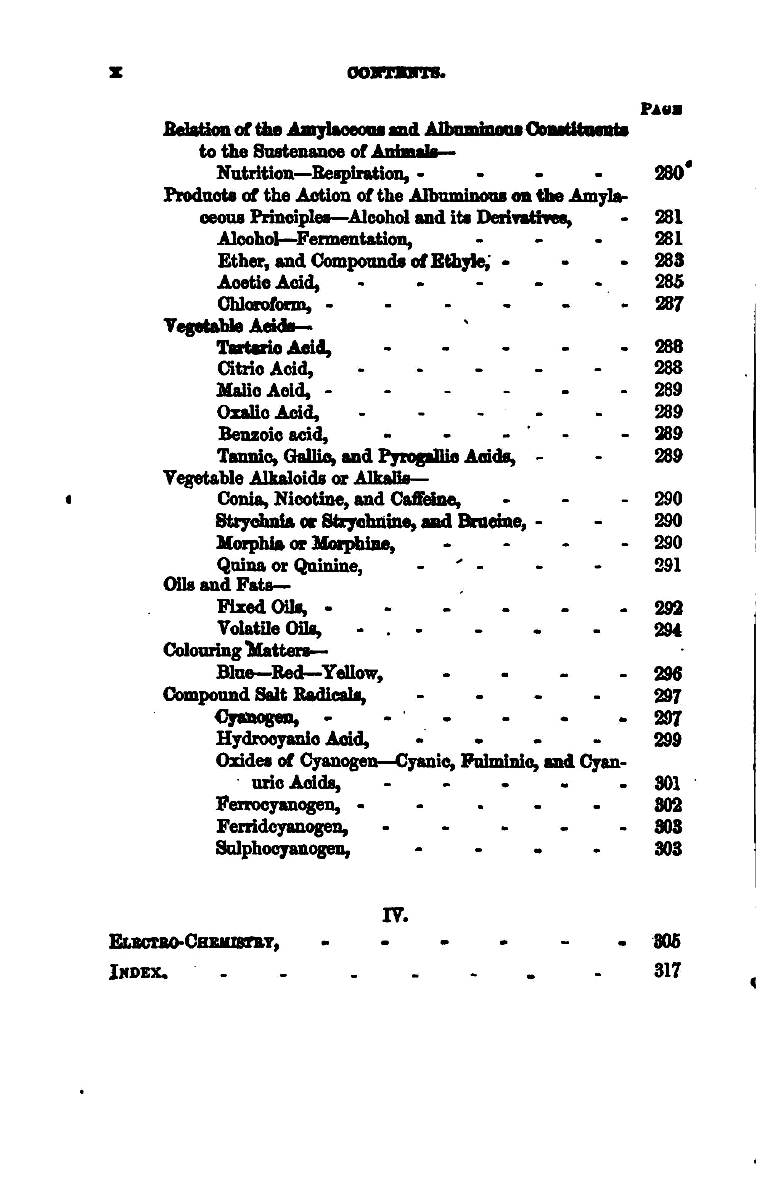 X CONTENTS.
PAGE
Relation of the Amylaceous and Albuminous Constituents
to the Sustenance of Animals—
Nutrition—Respiration, - - - - 280
Products of the Action of the Albuminous on the Amyla-
ceous Principles—Alcohol and its Derivatives, - 281
Alcohol—Fermentation, - - - 281
Ether, and Compounds of Ethyle, - - - 283
Acetic Acid, - - - - - 285
Chloroform, - - - - - - 287
Vegetable Acids—
Tartaric Acid, - - - - - 288
Citric Acid, - - - - - 288
Malic Acid, - - - - - - 289
Oxalic Acid, - - - - - 289
Benzoic acid, - - - - - 289
Tannic, Gallic, and Pyrogallic Acids, - - 289
Vegetable Alkaloids or Alkalis—
Conia, Nicotine, and Caffeine, - - - 290
Strychnia or Strychnine, and Brucine, - - 290
Morphia or Morphine, - - - - 290
Quina or Quinine, - - - - 291
Oils and Fats—
Fixed Oils, - - - - - - 292
Volatile Oils, - - - - - 294
Colouring Matters—
Blue—Red—Yellow, - - - - 296
Compound Salt Radicals, - - - - 297
Cyanogen, - - - - - - 297
Hydrocyanic Acid, - - - - 299
Oxides of Cyanogen—Cyanic, Fulminic, and Cyan-
uric Acids, - - - - - 301
Ferrocyanogen, - - - - - 302
Ferridcyanogen, - - - - - 303
Sulphocyanogen, - - - - 303
IV.
ELECTRO-CHEMISTRY, - - - - - - 305
INDEX. - - - - - - - 317